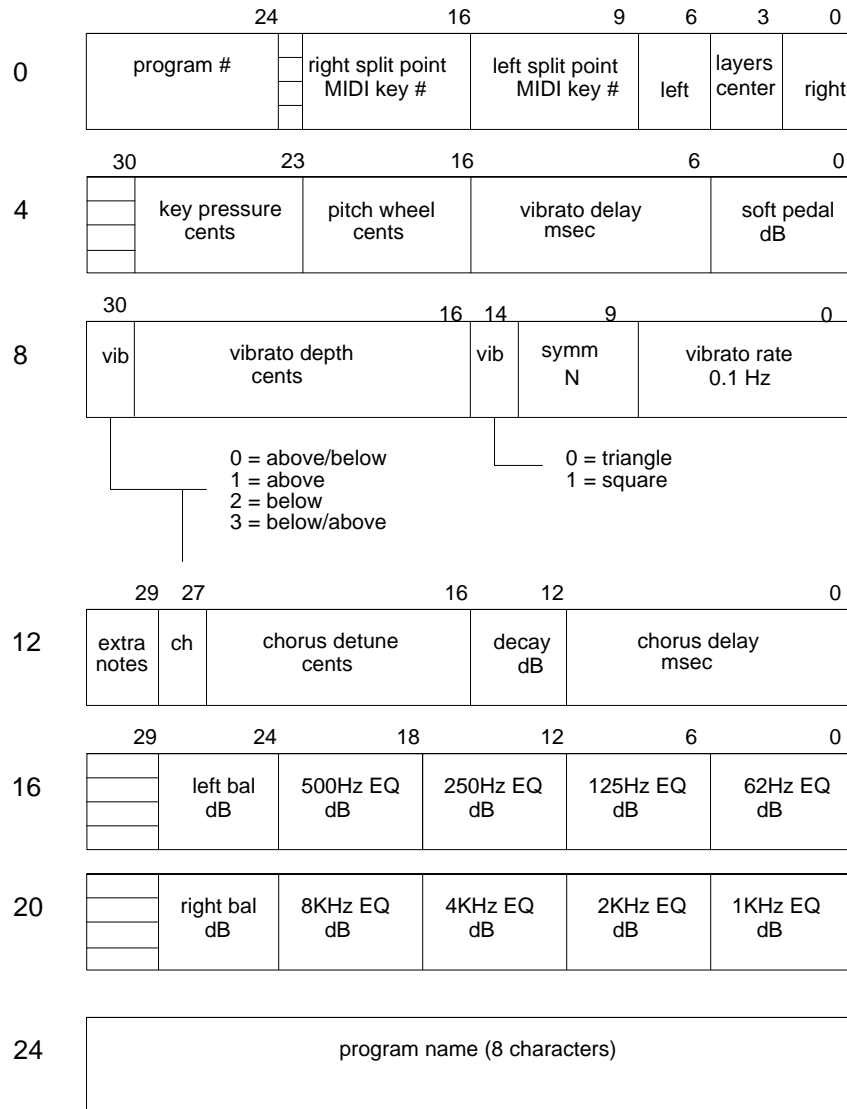 24 16 9 6 3 0
0
program #
right split point
MIDI key #
left split point
MIDI key #
left
layers
center
right
30 23 16 6 0
4
key pressure
cents
pitch wheel
cents
vibrato delay
msec
soft pedal
dB
30 16 14 9 0
8
vib
vibrato depth
cents
vib
symm
N
vibrato rate
0.1 Hz
0 = above/below
1 = above
2 = below
3 = below/above
0 = triangle
1 = square
29 27 16 12 0
12
extra
notes
ch
chorus detune
cents
decay
dB
chorus delay
msec
29 24 18 12 6 0
16
left bal
dB
500Hz EQ
dB
250Hz EQ
dB
125Hz EQ
dB
62Hz EQ
dB
20
right bal
dB
8KHz EQ
dB
4KHz EQ
dB
2KHz EQ
dB
1KHz EQ
dB
24
program name (8 characters)